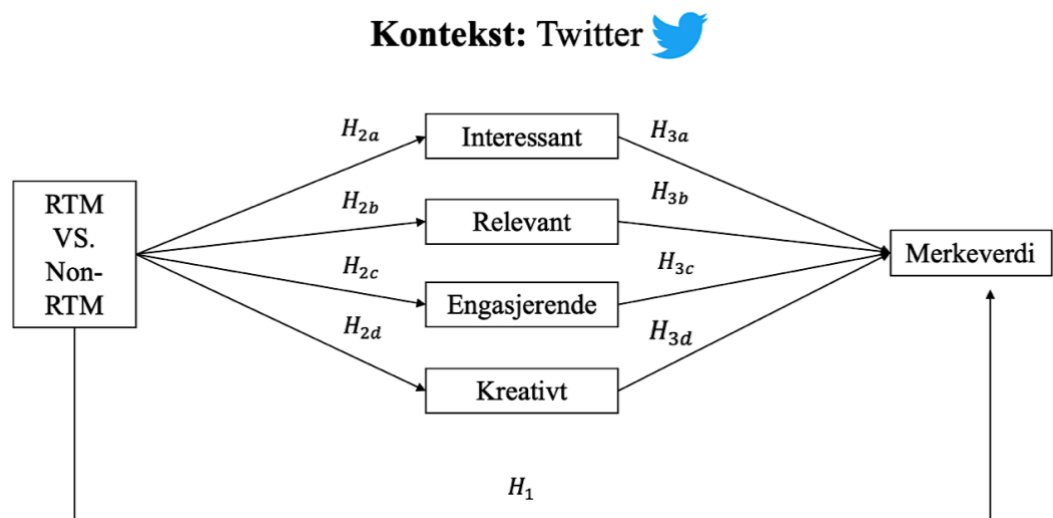 Kontekst: Twitter
RTM
VS.
Non-
RTM
H2a
H2b
H2c
H2d
Interessant
Relevant
Engasjerende
Kreativt
H3a
H3b
H3c
H3d
Merkeverdi
H1